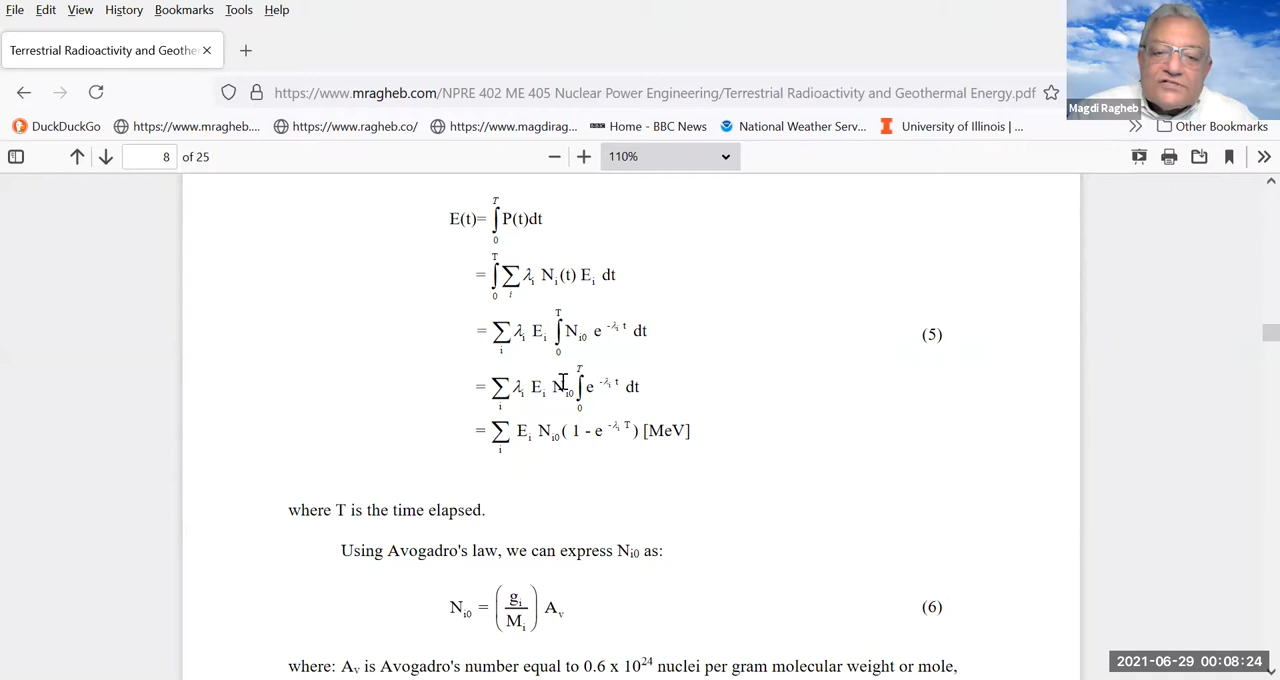 File Edit View History Bookmarks Tools Help
Terrestrial Radioactivity and Geothe
https://www.mragheb.com/NPRE 402 ME 405 Nuclear Power Engineering/Terrestrial Radioactivity and Geothermal Energy.pdf
Magdi Ragheb
DuckDuckGo https://www.mragheb.... https://www.ragheb.co/ https://www.magdirag... Home - BBC News National Weather Serv... University of Illinois | ... Other Bookmarks
8 of 25 110%
E(t)= ∫₀ᵀ P(t)dt
= ∫₀ᵀ ∑ᵢ λᵢ Nᵢ(t) Eᵢ dt
= ∑ᵢ λᵢ Eᵢ ∫₀ᵀ Nᵢ₀ e^(-λᵢ t) dt (5)
= ∑ᵢ λᵢ Eᵢ Nᵢ₀ ∫₀ᵀ e^(-λᵢ t) dt
= ∑ᵢ Eᵢ Nᵢ₀( 1 - e^(-λᵢ T) ) [MeV]
where T is the time elapsed.
Using Avogadro's law, we can express Nᵢ₀ as:
Nᵢ₀ = (gᵢ/Mᵢ) Aᵥ (6)
where: Aᵥ is Avogadro's number equal to 0.6 x 10²⁴ nuclei per gram molecular weight or mole,
2021-06-29 00:08:24